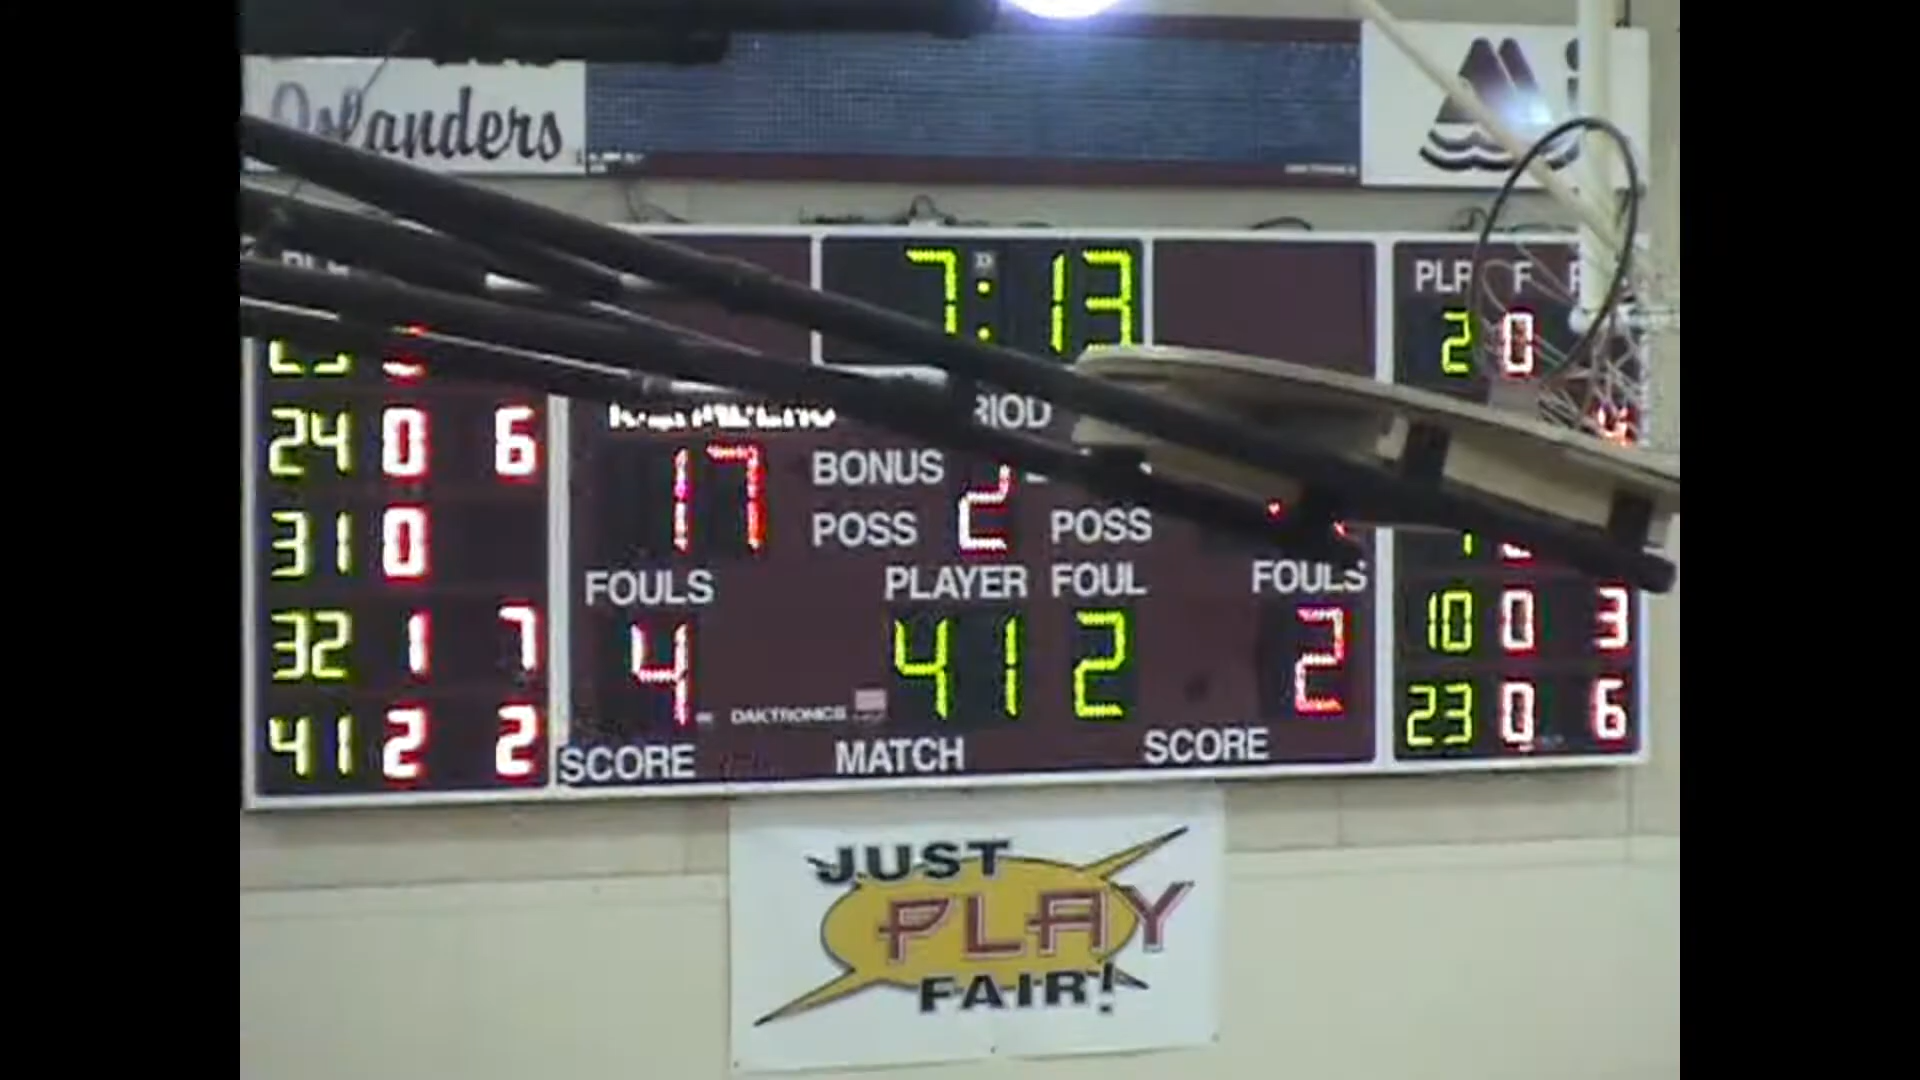 Islanders
7:13
PLR F
2 0
24 0 6
17
BONUS
2
31 0
POSS
POSS
FOULS
PLAYER FOUL
FOULS
10 0 3
32 1 7
4
41 2
2
23 0 6
DAKTRONICS
41 2 2
SCORE
MATCH
SCORE
JUST
PLAY
FAIR!